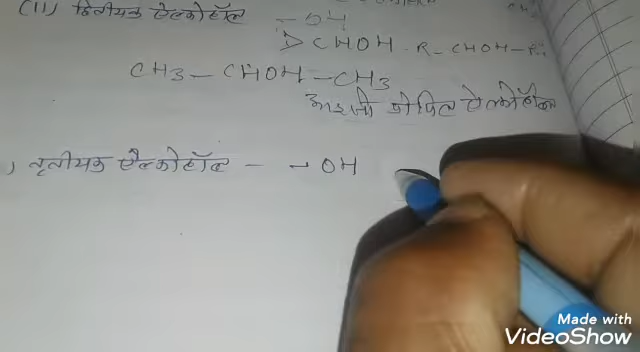 (II) द्वितीयक ऐल्कोहॉल
- OH
> CHOH . R - CHOH - R
CH3 - CHOH - CH3
आइसो प्रोपिल ऐल्कोहॉल
) तृतीयक ऐल्कोहॉल - - OH
Made with
VideoShow